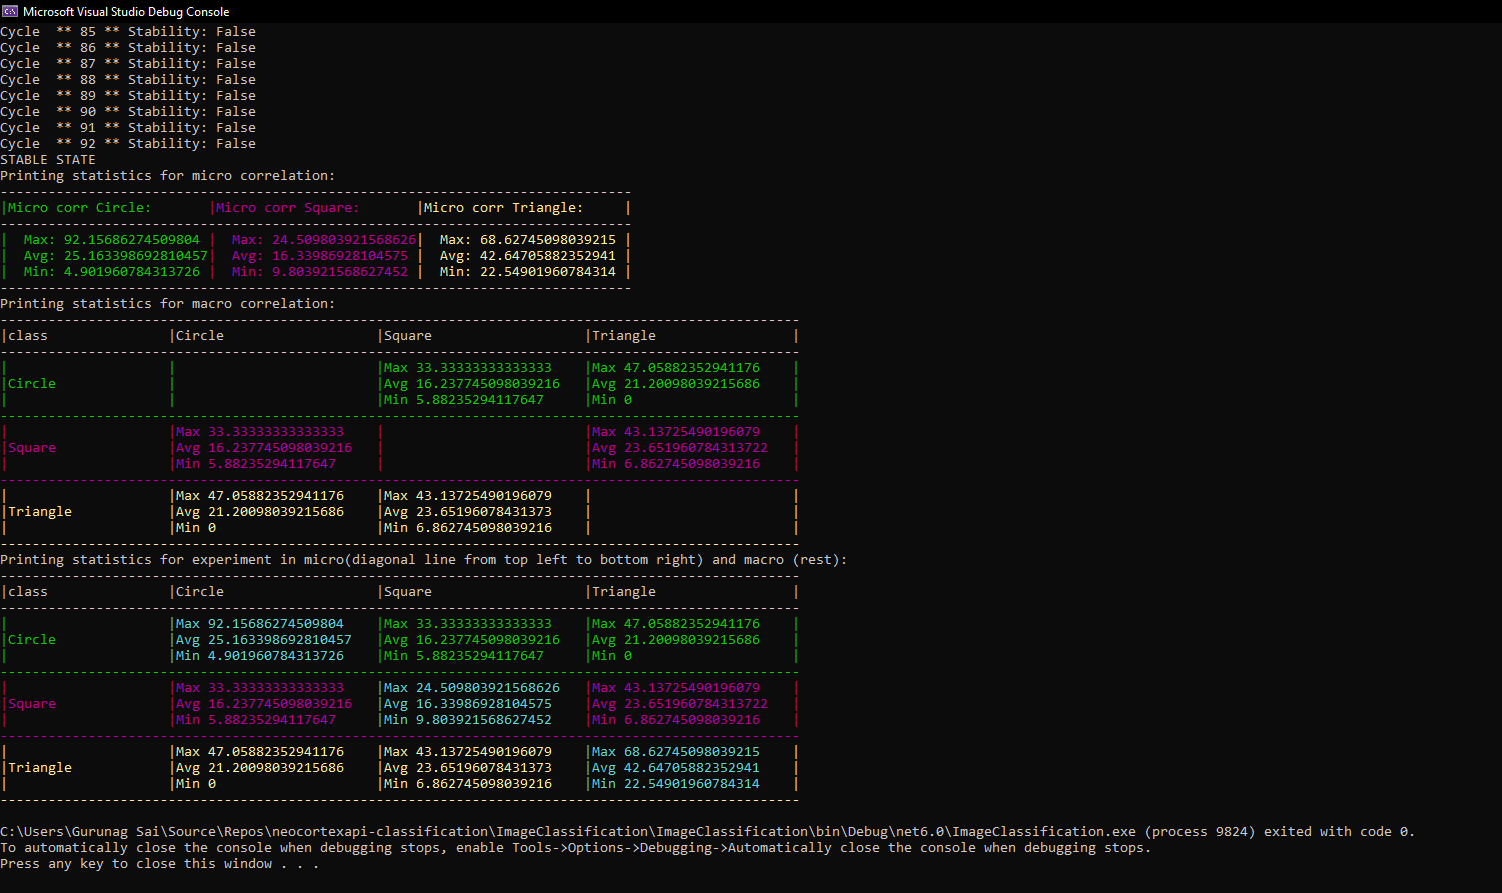 Microsoft Visual Studio Debug Console
Cycle  ** 85 ** Stability: False
Cycle  ** 86 ** Stability: False
Cycle  ** 87 ** Stability: False
Cycle  ** 88 ** Stability: False
Cycle  ** 89 ** Stability: False
Cycle  ** 90 ** Stability: False
Cycle  ** 91 ** Stability: False
Cycle  ** 92 ** Stability: False
STABLE STATE
Printing statistics for micro correlation:
|Micro corr Circle: |Micro corr Square: |Micro corr Triangle: |
| Max: 92.15686274509804 | Max: 24.509803921568626| Max: 68.62745098039215 |
| Avg: 25.163398692810457| Avg: 16.33986928104575 | Avg: 42.64705882352941 |
| Min: 4.901960784313726 | Min: 9.803921568627452 | Min: 22.54901960784314 |
Printing statistics for macro correlation:
|class |Circle |Square |Triangle |
| | |Max 33.33333333333333 |Max 47.05882352941176 |
|Circle | |Avg 16.237745098039216 |Avg 21.20098039215686 |
| | |Min 5.88235294117647 |Min 0 |
| |Max 33.33333333333333 | |Max 43.13725490196079 |
|Square |Avg 16.237745098039216 | |Avg 23.651960784313722 |
| |Min 5.88235294117647 | |Min 6.862745098039216 |
| |Max 47.05882352941176 |Max 43.13725490196079 | |
|Triangle |Avg 21.20098039215686 |Avg 23.65196078431373 | |
| |Min 0 |Min 6.862745098039216 | |
Printing statistics for experiment in micro(diagonal line from top left to bottom right) and macro (rest):
|class |Circle |Square |Triangle |
| |Max 92.15686274509804 |Max 33.33333333333333 |Max 47.05882352941176 |
|Circle |Avg 25.163398692810457 |Avg 16.237745098039216 |Avg 21.20098039215686 |
| |Min 4.901960784313726 |Min 5.88235294117647 |Min 0 |
| |Max 33.33333333333333 |Max 24.509803921568626 |Max 43.13725490196079 |
|Square |Avg 16.237745098039216 |Avg 16.33986928104575 |Avg 23.651960784313722 |
| |Min 5.88235294117647 |Min 9.803921568627452 |Min 6.862745098039216 |
| |Max 47.05882352941176 |Max 43.13725490196079 |Max 68.62745098039215 |
|Triangle |Avg 21.20098039215686 |Avg 23.65196078431373 |Avg 42.64705882352941 |
| |Min 0 |Min 6.862745098039216 |Min 22.54901960784314 |
C:\Users\Gurunag Sai\Source\Repos\neocortexapi-classification\ImageClassification\ImageClassification\bin\Debug\net6.0\ImageClassification.exe (process 9824) exited with code 0.
To automatically close the console when debugging stops, enable Tools->Options->Debugging->Automatically close the console when debugging stops.
Press any key to close this window . . .